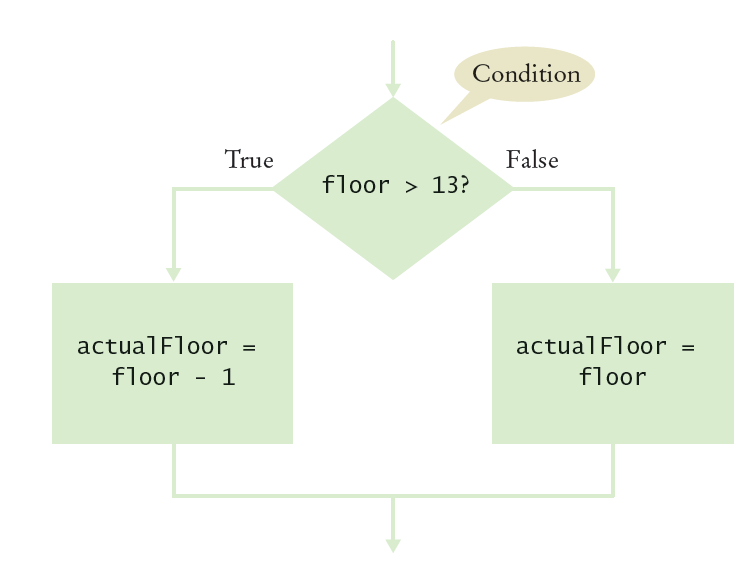 Condition
True
False
floor > 13?
actualFloor =
floor - 1
actualFloor =
floor